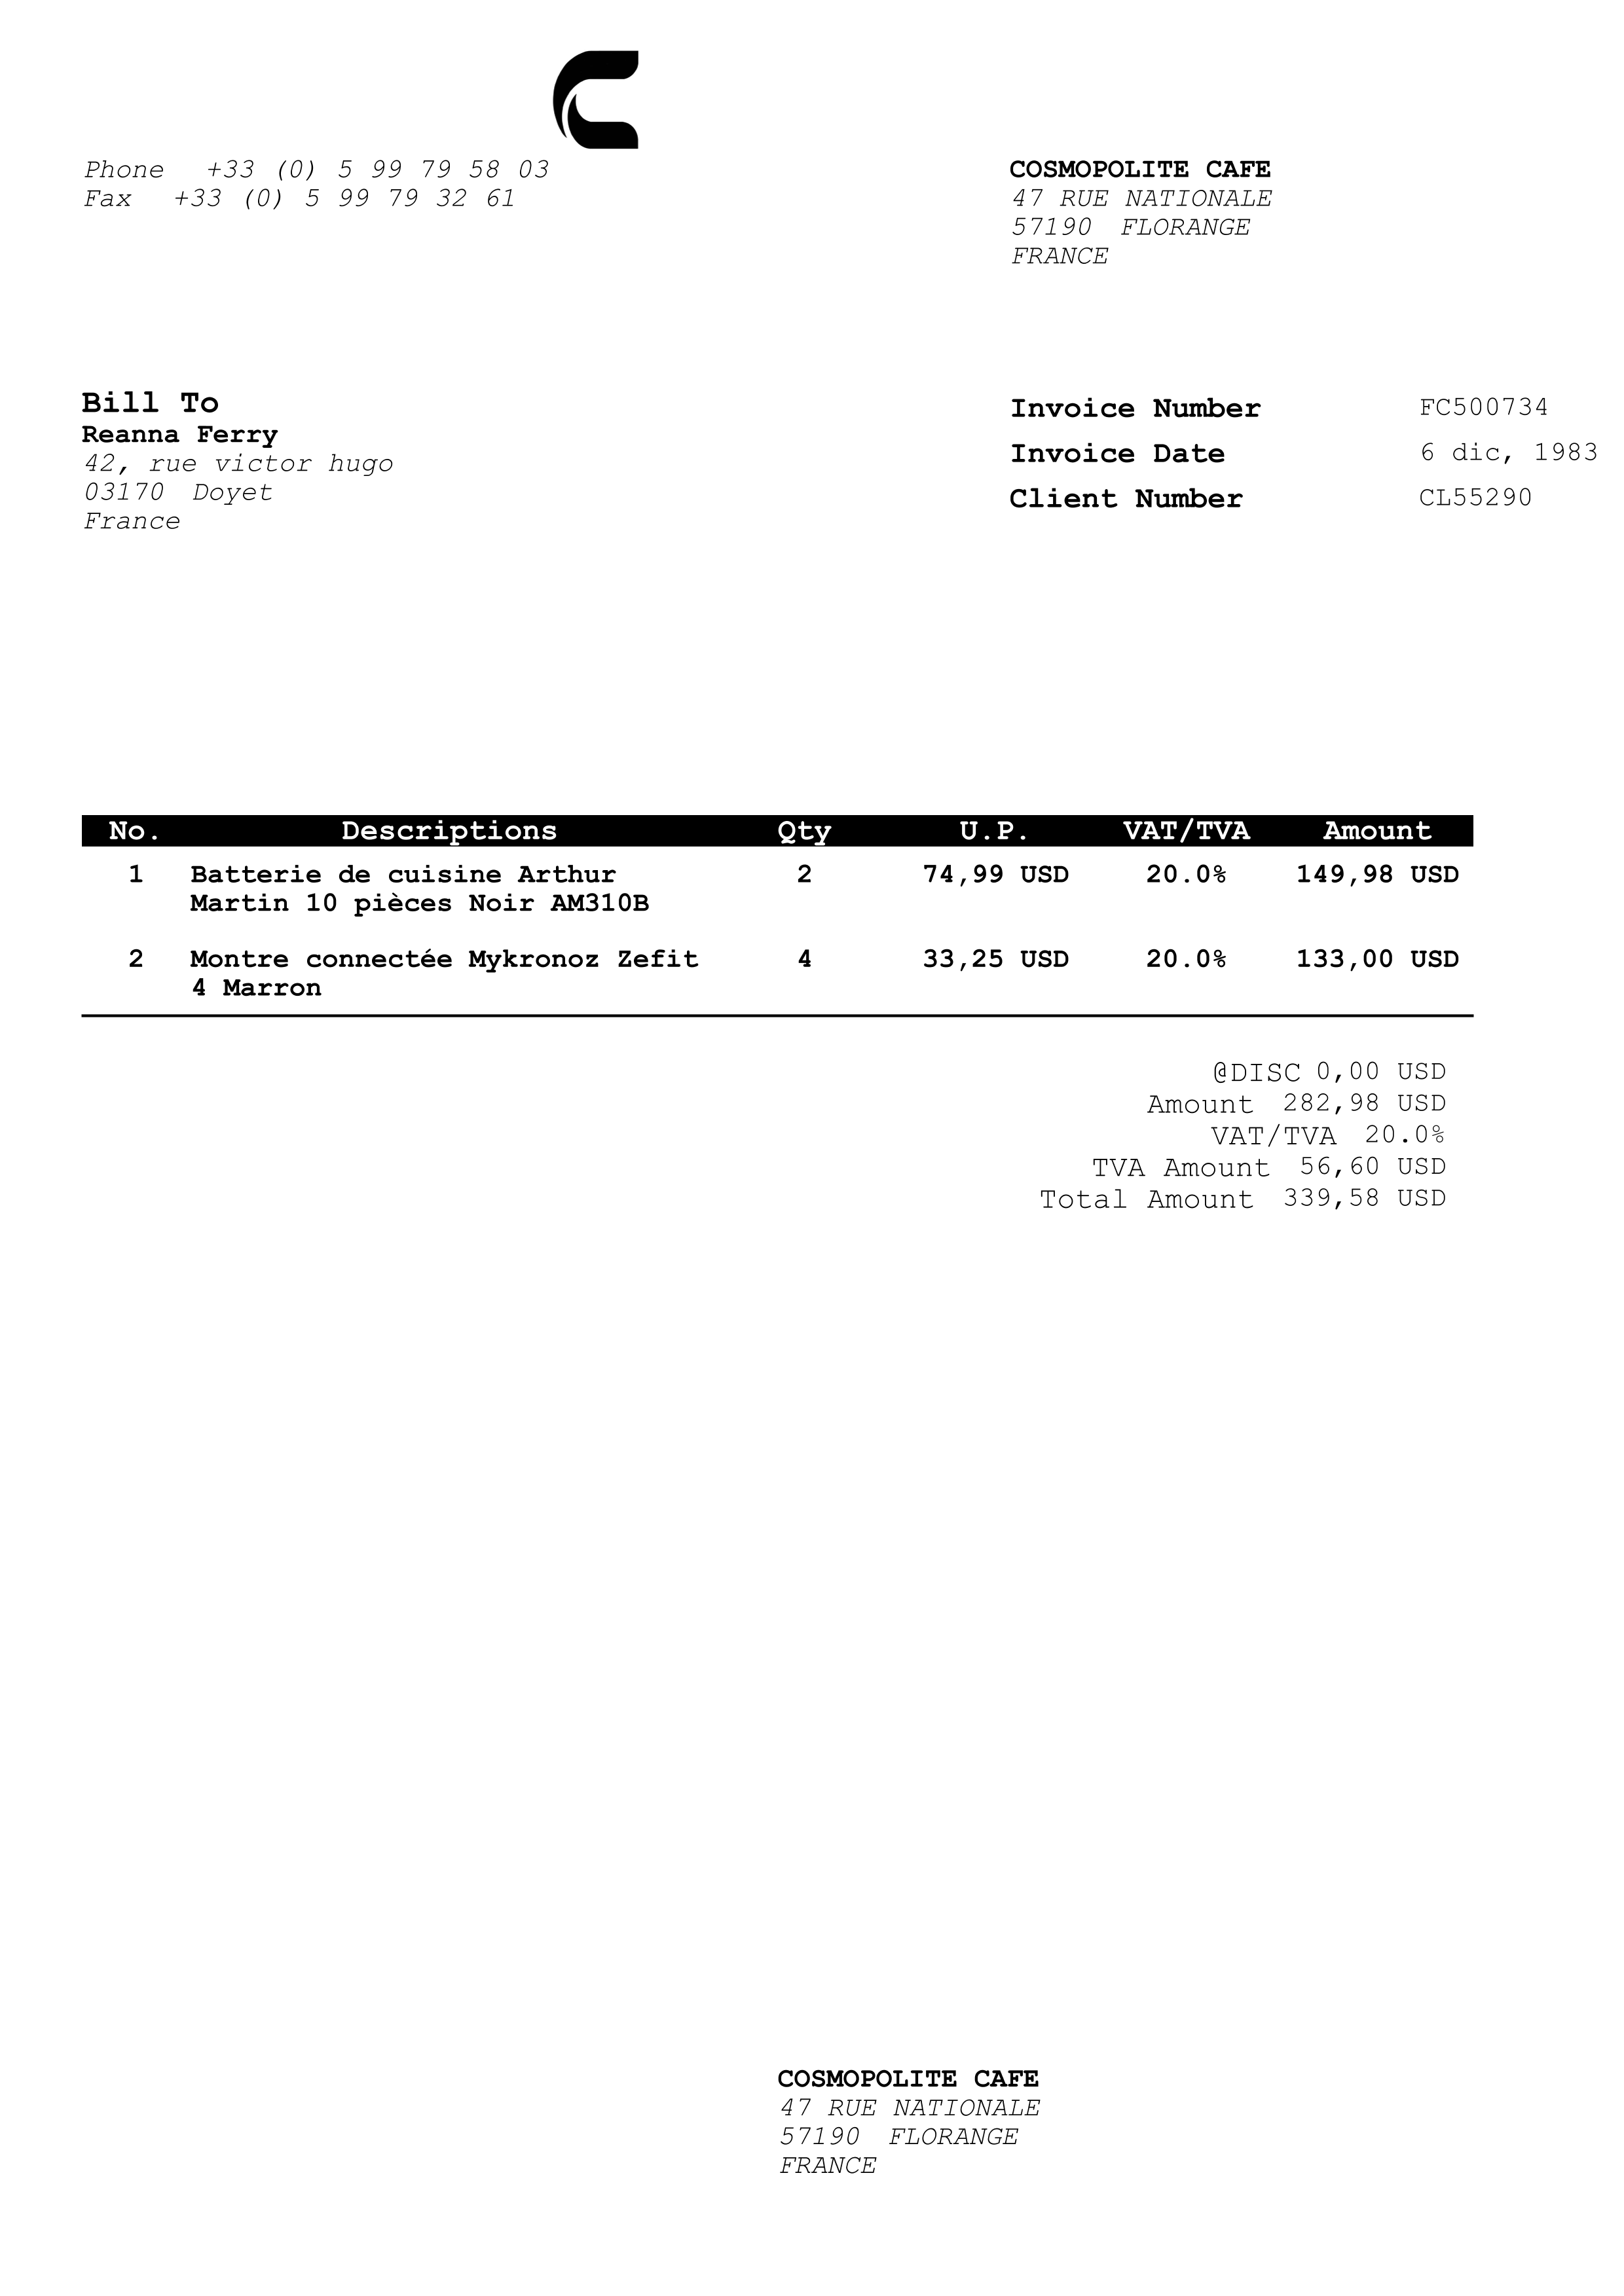 Phone +33 (0) 5 99 79 58 03
Fax +33 (0) 5 99 79 32 61
COSMOPOLITE CAFE
47 RUE NATIONALE
57190 FLORANGE
FRANCE
Bill To
Reanna Ferry
42, rue victor hugo
03170 Doyet
France
Invoice Number FC500734
Invoice Date 6 dic, 1983
Client Number CL55290
No. Descriptions Qty U.P. VAT/TVA Amount
1 Batterie de cuisine Arthur 2 74,99 USD 20.0% 149,98 USD
Martin 10 pièces Noir AM310B
2 Montre connectée Mykronoz Zefit 4 33,25 USD 20.0% 133,00 USD
4 Marron
@DISC 0,00 USD
Amount 282,98 USD
VAT/TVA 20.0%
TVA Amount 56,60 USD
Total Amount 339,58 USD
COSMOPOLITE CAFE
47 RUE NATIONALE
57190 FLORANGE
FRANCE